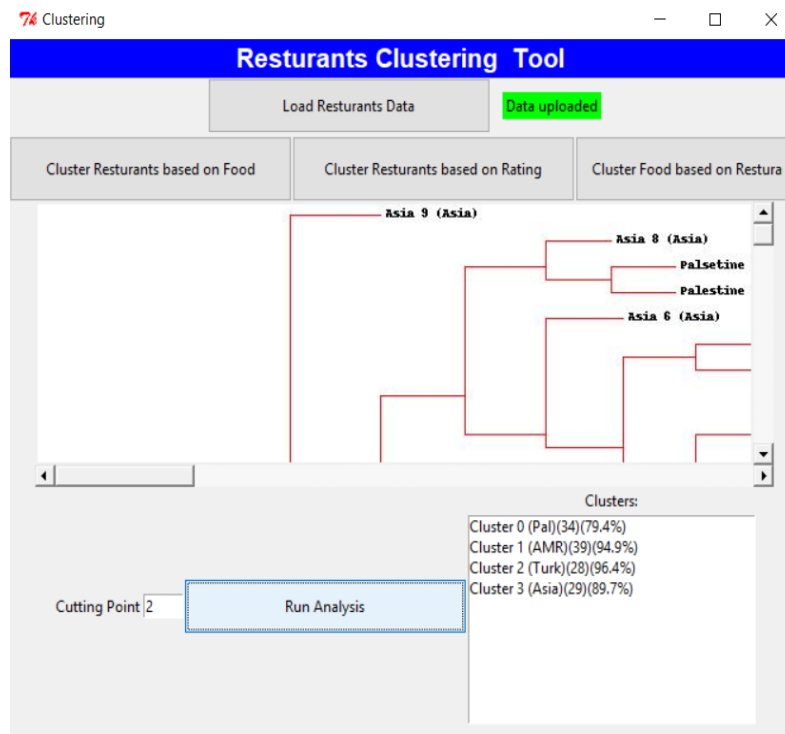 Clustering
Resturants Clustering Tool
Load Resturants Data
Data uploaded
Cluster Resturants based on Food
Cluster Resturants based on Rating
Cluster Food based on Restura
Asia 9 (Asia)
Asia 8 (Asia)
Palsetine
Palestine
Asia 6 (Asia)
Clusters:
Cluster 0 (Pal)(34)(79.4%)
Cluster 1 (AMR)(39)(94.9%)
Cluster 2 (Turk)(28)(96.4%)
Cluster 3 (Asia)(29)(89.7%)
Cutting Point 2
Run Analysis